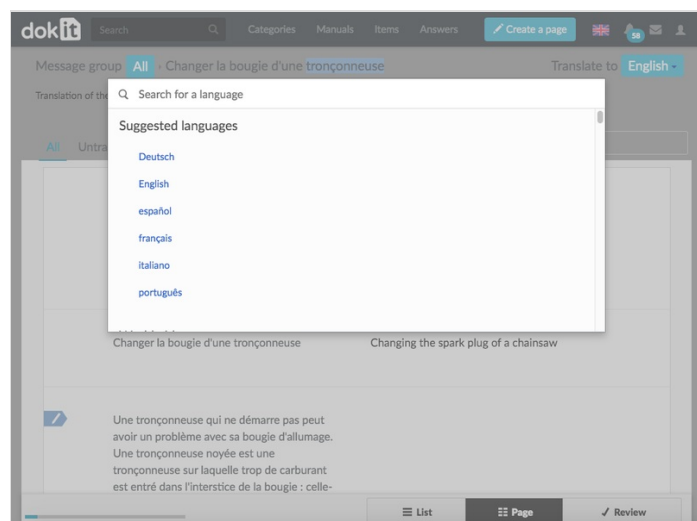 dokit
Search
Categories
Manuals
Items
Answers
Create a page
58
Message group All › Changer la bougie d'une tronçonneuse
Translate to English
Translation of the
Search for a language
Suggested languages
All
Untra
Deutsch
English
español
français
italiano
português
Changer la bougie d'une tronçonneuse
Changing the spark plug of a chainsaw
Une tronçonneuse qui ne démarre pas peut
avoir un problème avec sa bougie d'allumage.
Une tronçonneuse noyée est une
tronçonneuse sur laquelle trop de carburant
est entré dans l'interstice de la bougie : celle-
List
Page
Review